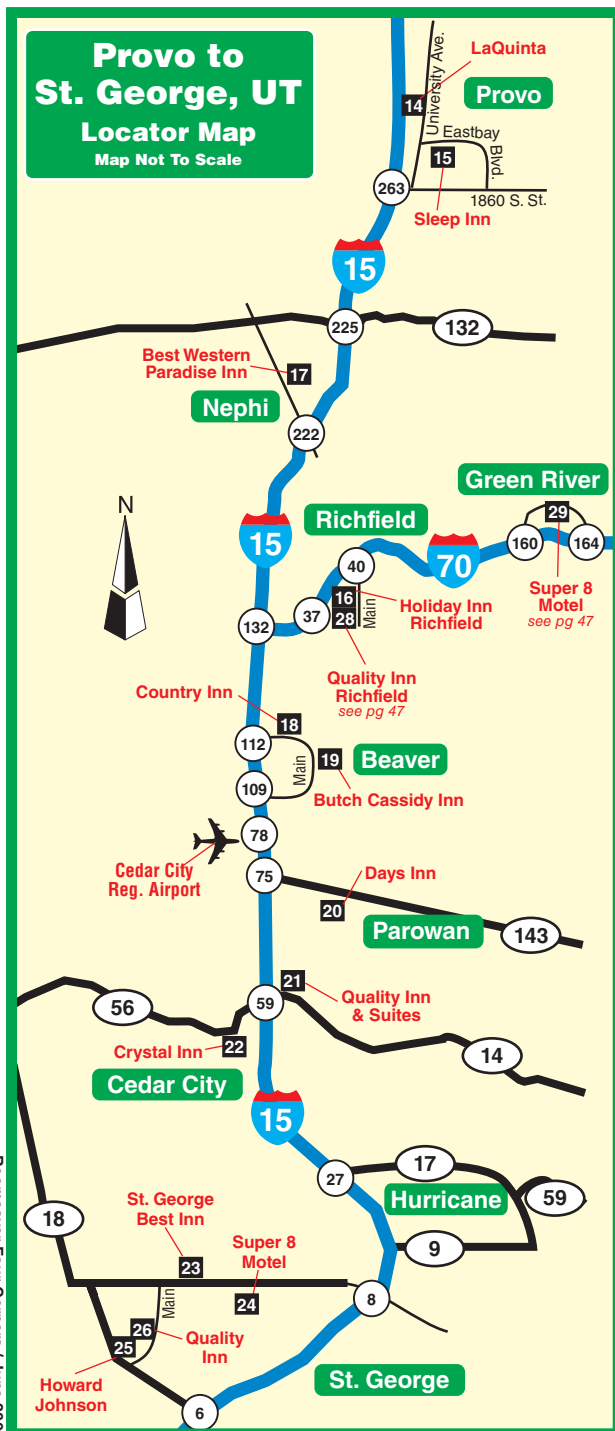 Provo to
St. George, UT
Locator Map
Map Not To Scale
LaQuinta
University Ave.
14
Provo
Eastbay
Blvd.
15
263
1860 S. St.
Sleep Inn
15
225
132
Best Western
Paradise Inn
17
Nephi
222
N
Green River
29
160
164
Richfield
15
70
40
Super 8
Motel
see pg 47
16
Main
Holiday Inn
Richfield
37
28
132
Quality Inn
Richfield
see pg 47
Country Inn
18
112
19
Beaver
Main
109
Butch Cassidy Inn
78
Cedar City
Reg. Airport
75
Days Inn
20
Parowan
143
21
Quality Inn
& Suites
56
59
22
Crystal Inn
14
Cedar City
15
17
27
Hurricane
59
18
St. George
Best Inn
9
Super 8
Motel
23
Main
24
8
26
Quality
Inn
25
Howard
Johnson
St. George
6